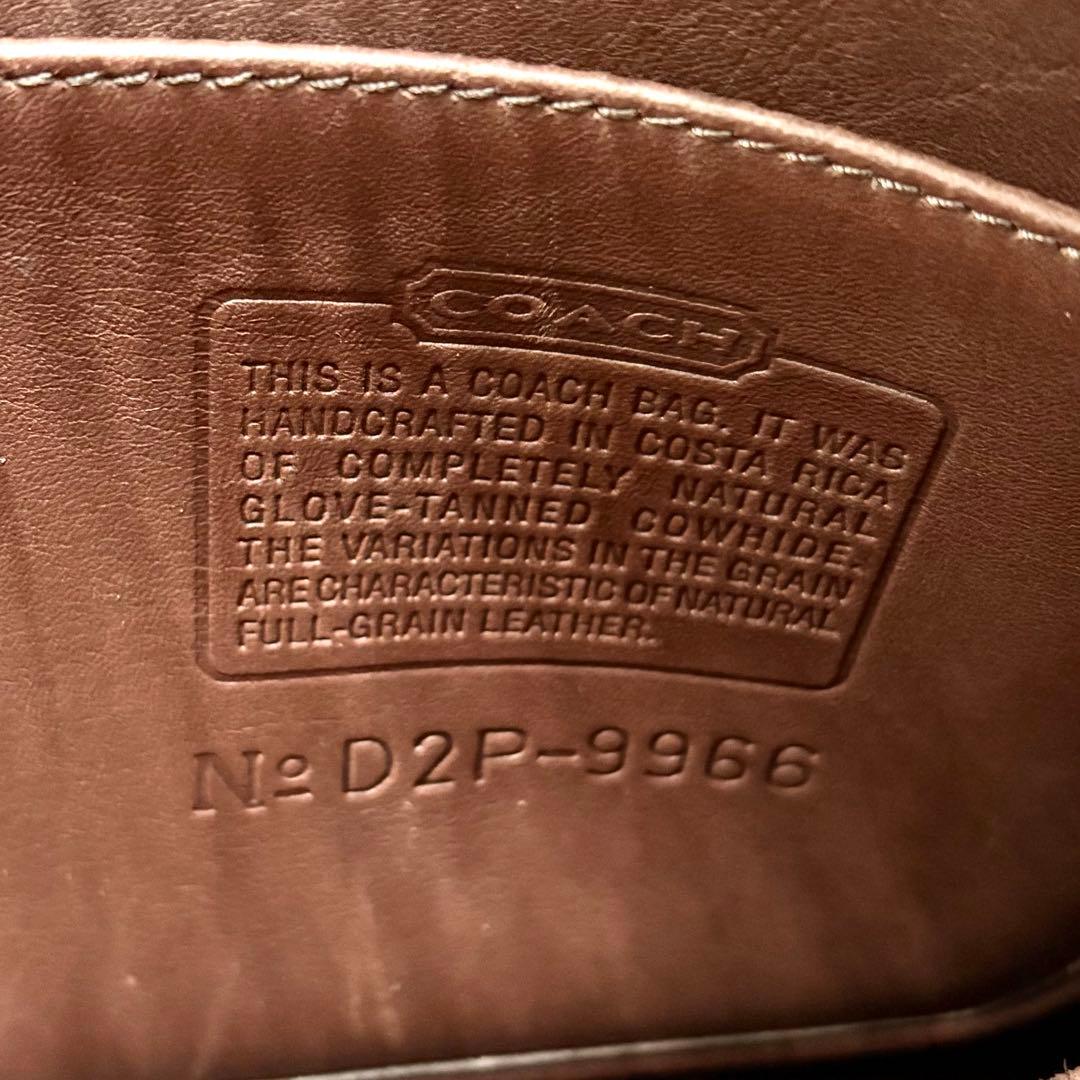 COACH
THIS IS A COACH BAG. IT WAS
HANDCRAFTED IN COSTA RICA
OF COMPLETELY NATURAL
GLOVE-TANNED COWHIDE.
THE VARIATIONS IN THE GRAIN
ARE CHARACTERISTIC OF NATURAL
FULL-GRAIN LEATHER.
Nº D2P-9966